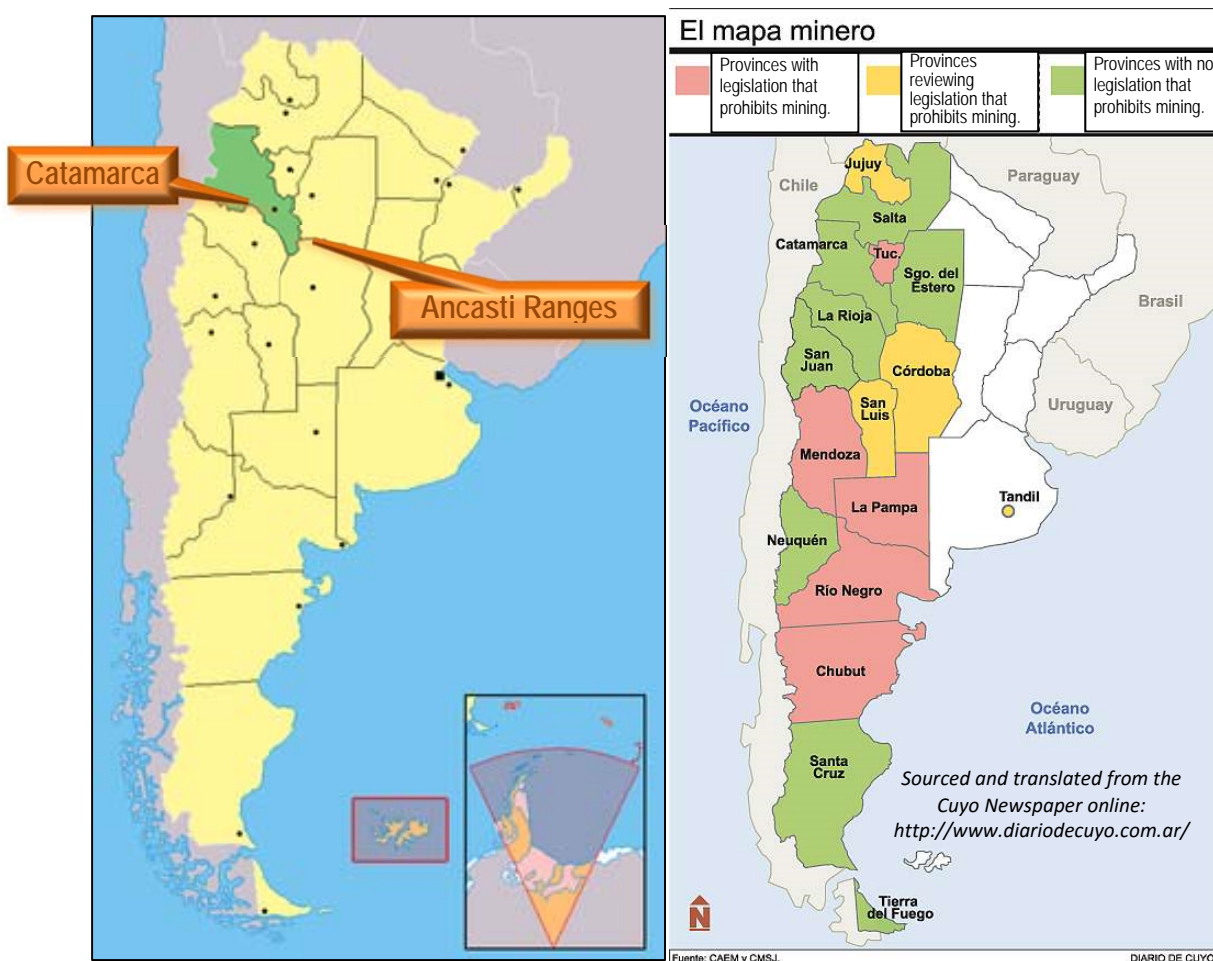 Catamarca
Ancasti Ranges
El mapa minero
Provinces with
legislation that
prohibits mining.
Provinces
reviewing
legislation that
prohibits mining.
Provinces with no
legislation that
prohibits mining.
Jujuy
Chile
Paraguay
Salta
Catamarca
Tuc.
Sgo. del
Estero
Brasil
La Rioja
San
Juan
Córdoba
San
Luis
Uruguay
Océano
Pacífico
Mendoza
La Pampa
Tandil
Neuquén
Río Negro
Chubut
Océano
Atlántico
Santa
Cruz
Sourced and translated from the
Cuyo Newspaper online:
http://www.diariodecuyo.com.ar/
N
Tierra
del Fuego
Fuente: CAEM y CMSJ.
DIARIO DE CUYO